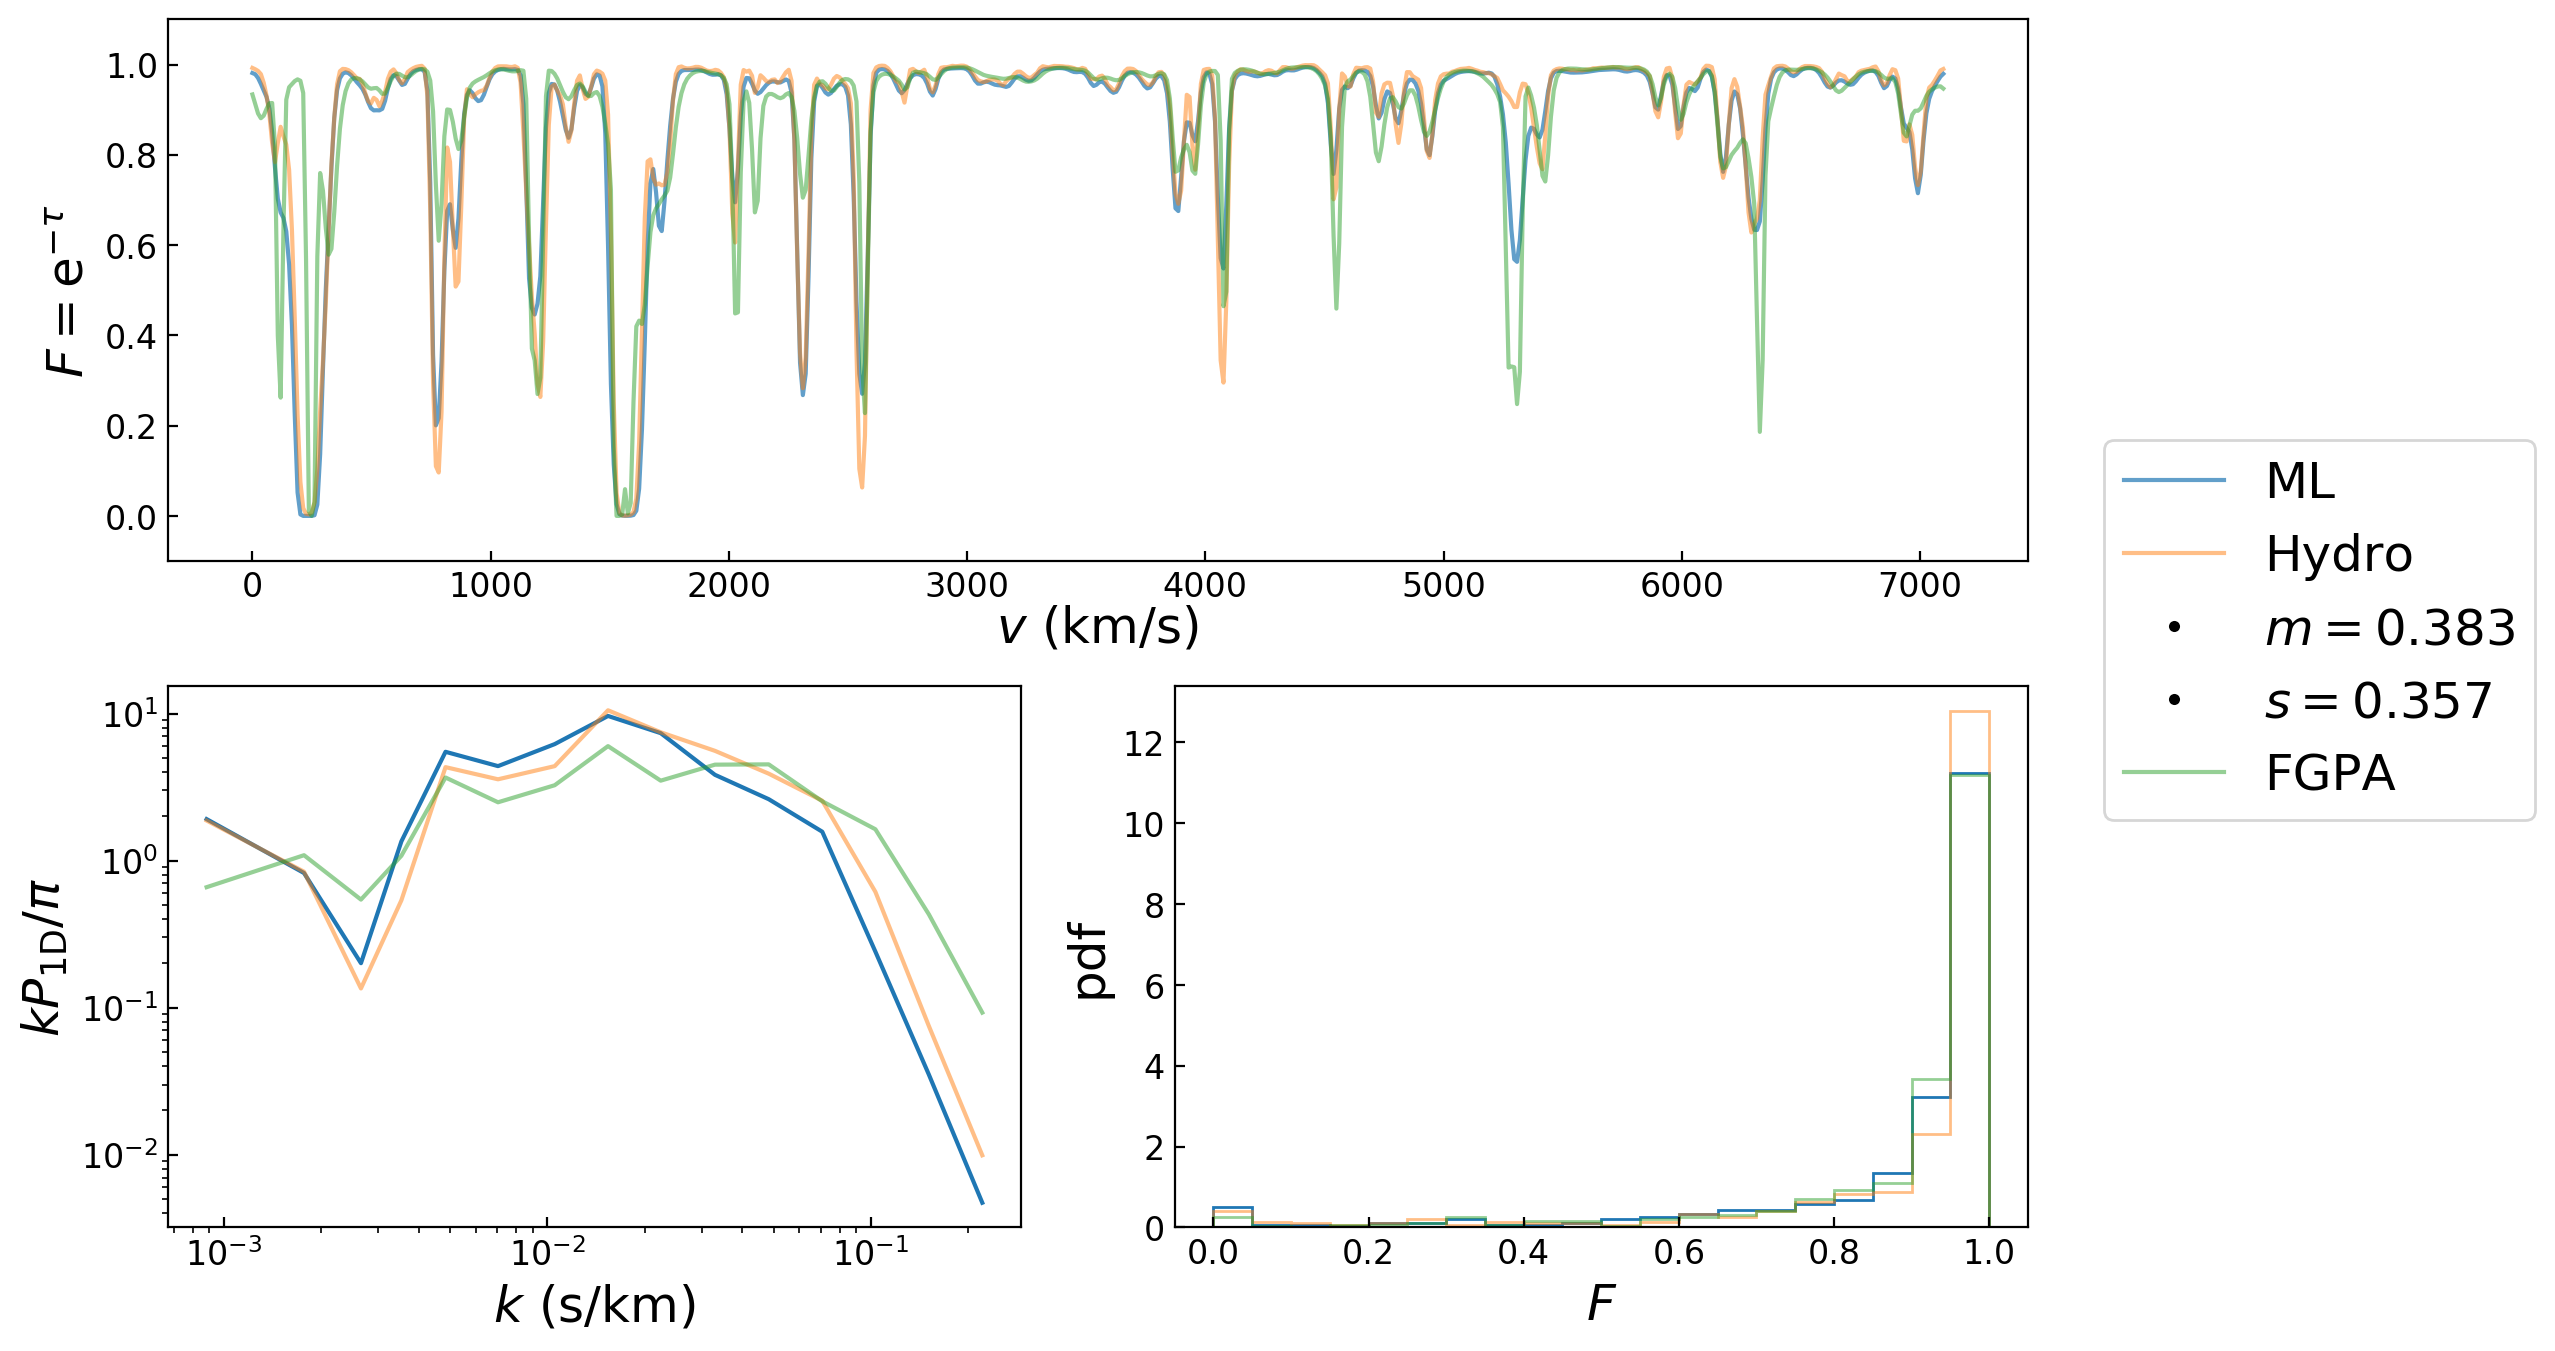 F = e^{−τ}
1.0
0.8
0.6
0.4
0.2
0.0
0 1000 2000 3000 4000 5000 6000 7000
v (km/s)
kP_{1D}/π
10^1
10^0
10^{−1}
10^{−2}
10^{−3} 10^{−2} 10^{−1}
k (s/km)
pdf
12
10
8
6
4
2
0
0.0 0.2 0.4 0.6 0.8 1.0
F
ML
Hydro
m = 0.383
s = 0.357
FGPA